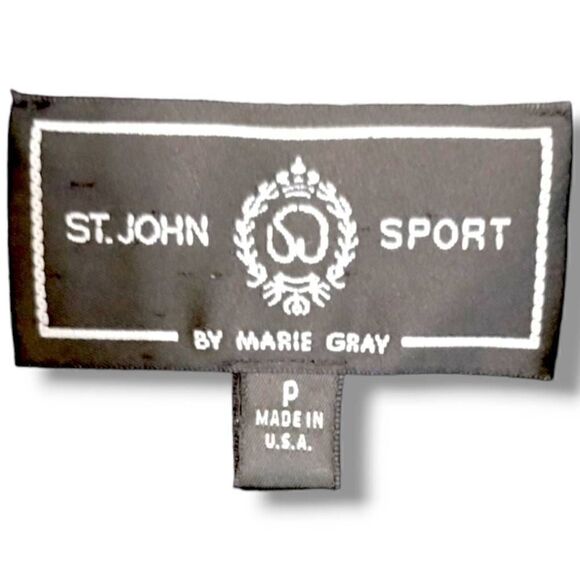 ST. JOHN SPORT
BY MARIE GRAY
P
MADE IN
U.S.A.